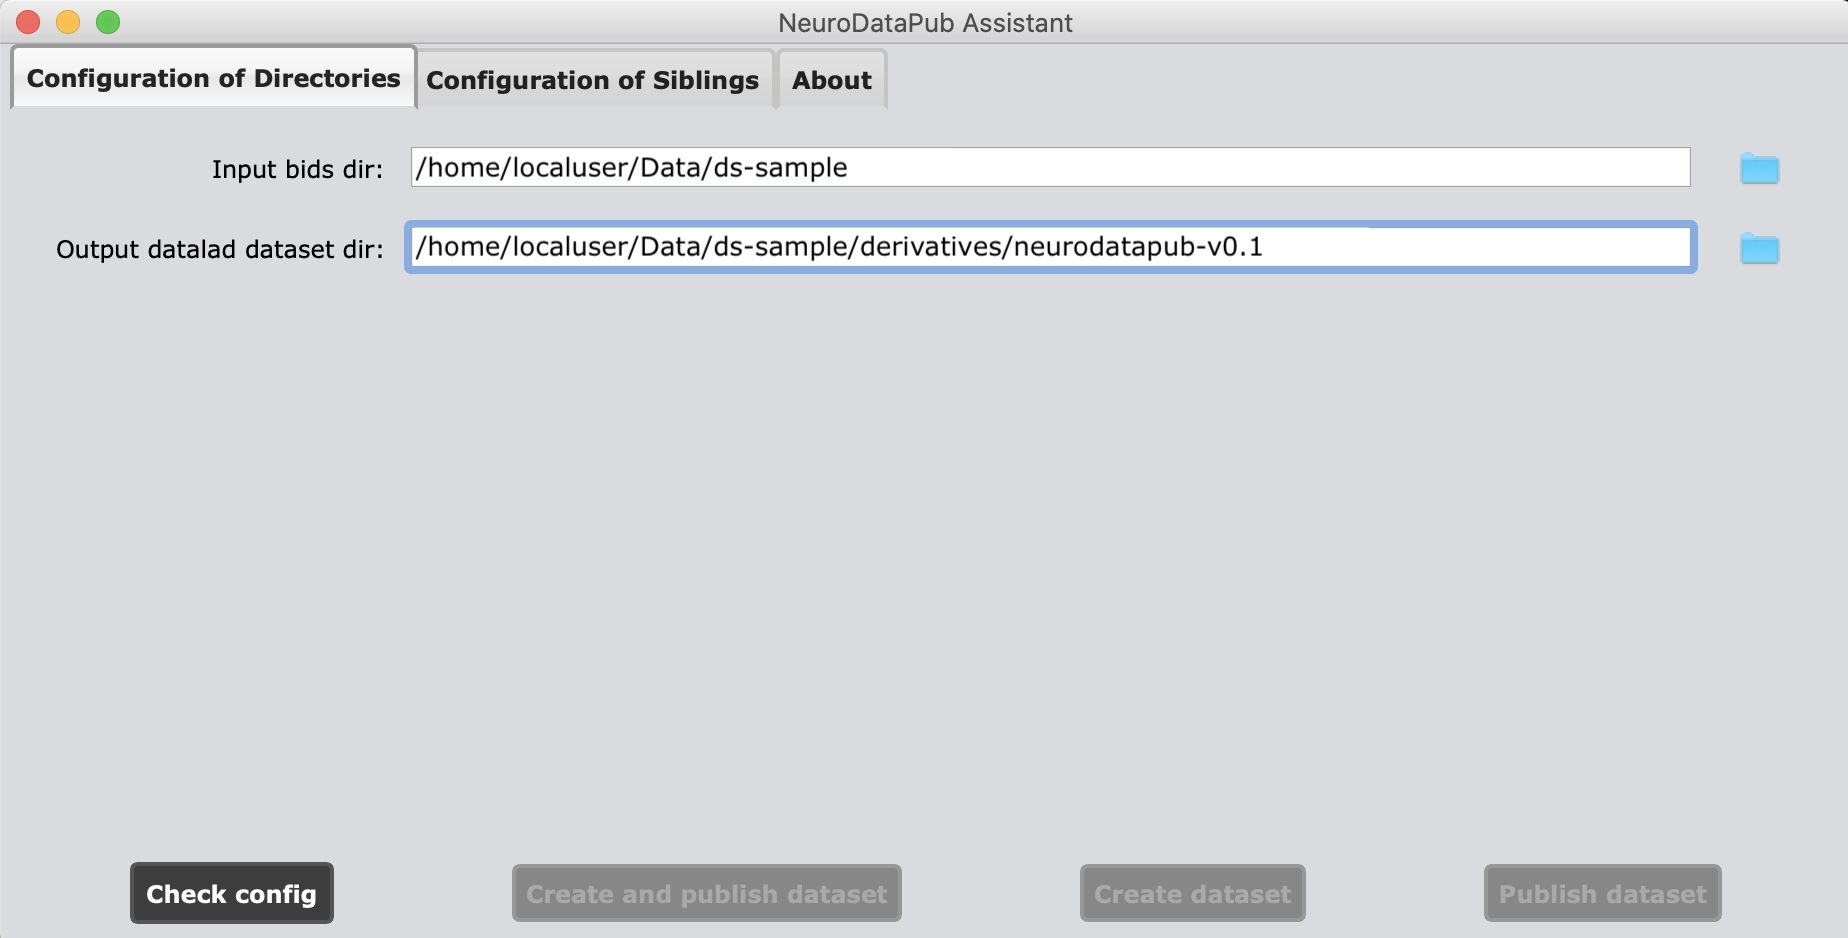 NeuroDataPub Assistant
Configuration of Directories Configuration of Siblings About
Input bids dir: /home/localuser/Data/ds-sample
Output datalad dataset dir: /home/localuser/Data/ds-sample/derivatives/neurodatapub-v0.1
Check config Create and publish dataset Create dataset Publish dataset